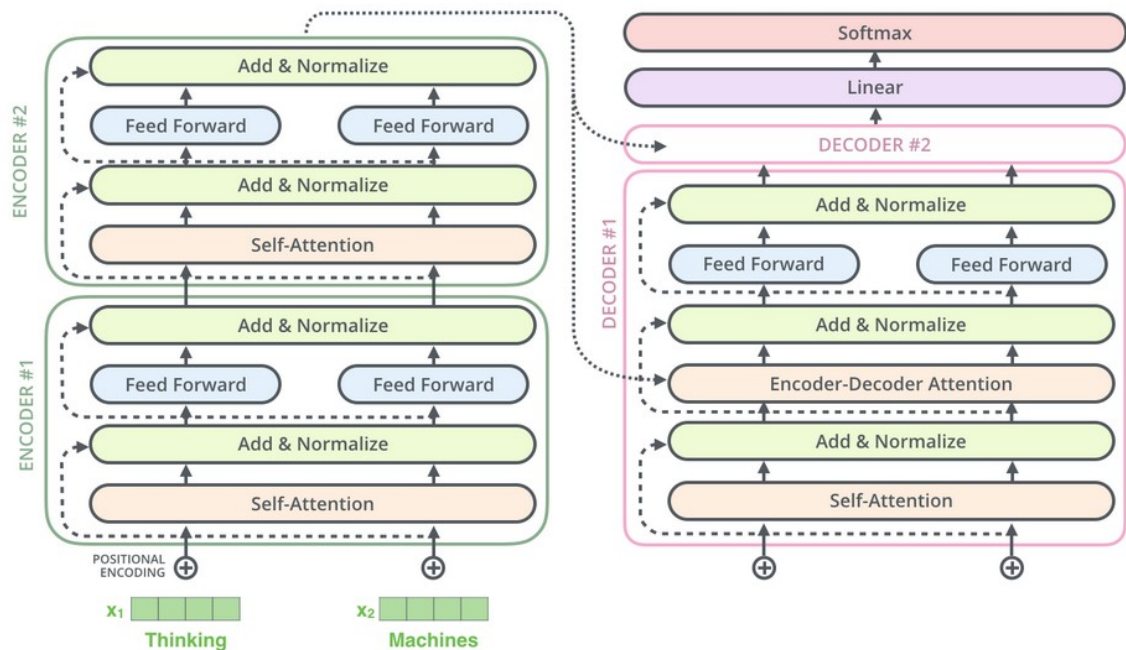 ENCODER #2
Add & Normalize
Feed Forward
Feed Forward
Add & Normalize
Self-Attention
ENCODER #1
Add & Normalize
Feed Forward
Feed Forward
Add & Normalize
Self-Attention
POSITIONAL
ENCODING
x₁
x₂
Thinking
Machines
Softmax
Linear
DECODER #2
DECODER #1
Add & Normalize
Feed Forward
Feed Forward
Add & Normalize
Encoder-Decoder Attention
Add & Normalize
Self-Attention